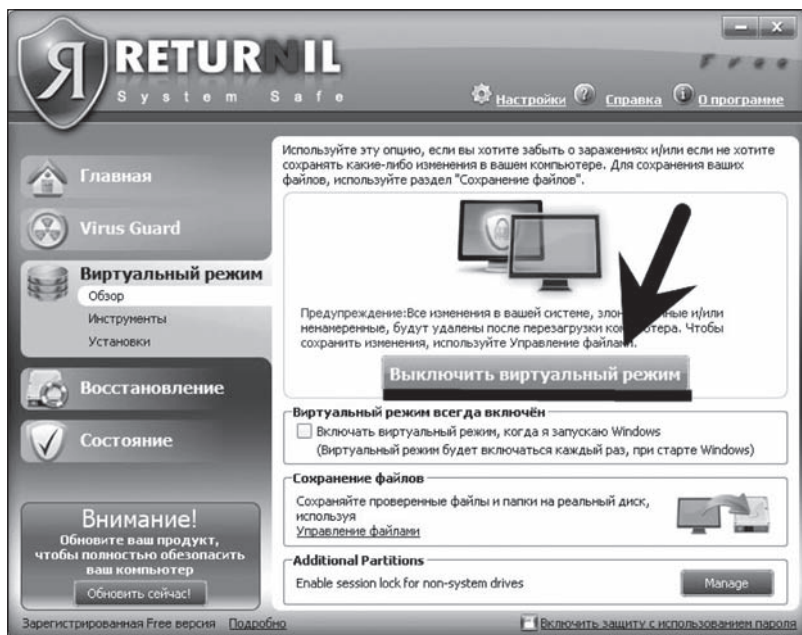 RETURNIL
System Safe
Free
Настройки
Справка
О программе
Главная
Virus Guard
Виртуальный режим
Обзор
Инструменты
Установки
Восстановление
Состояние
Внимание!
Обновите ваш продукт,
чтобы полностью обезопасить
ваш компьютер
Обновить сейчас!
Используйте эту опцию, если вы хотите забыть о заражениях и/или если не хотите
сохранять какие-либо изменения в вашем компьютере. Для сохранения ваших
файлов, используйте раздел "Сохранение файлов".
Предупреждение:Все изменения в вашей системе, и/или
ненамеренные, будут удалены после перезагрузки Чтобы
сохранить изменения, используйте Управление файлами.
Выключить виртуальный режим
Виртуальный режим всегда включён
Включать виртуальный режим, когда я запускаю Windows
(Виртуальный режим будет включаться каждый раз, при старте Windows)
Сохранение файлов
Сохраняйте проверенные файлы и папки на реальный диск,
используя
Управление файлами
Additional Partitions
Enable session lock for non-system drives
Manage
Зарегистрированная Free версия Подробно
Включить защиту с использованием пароля